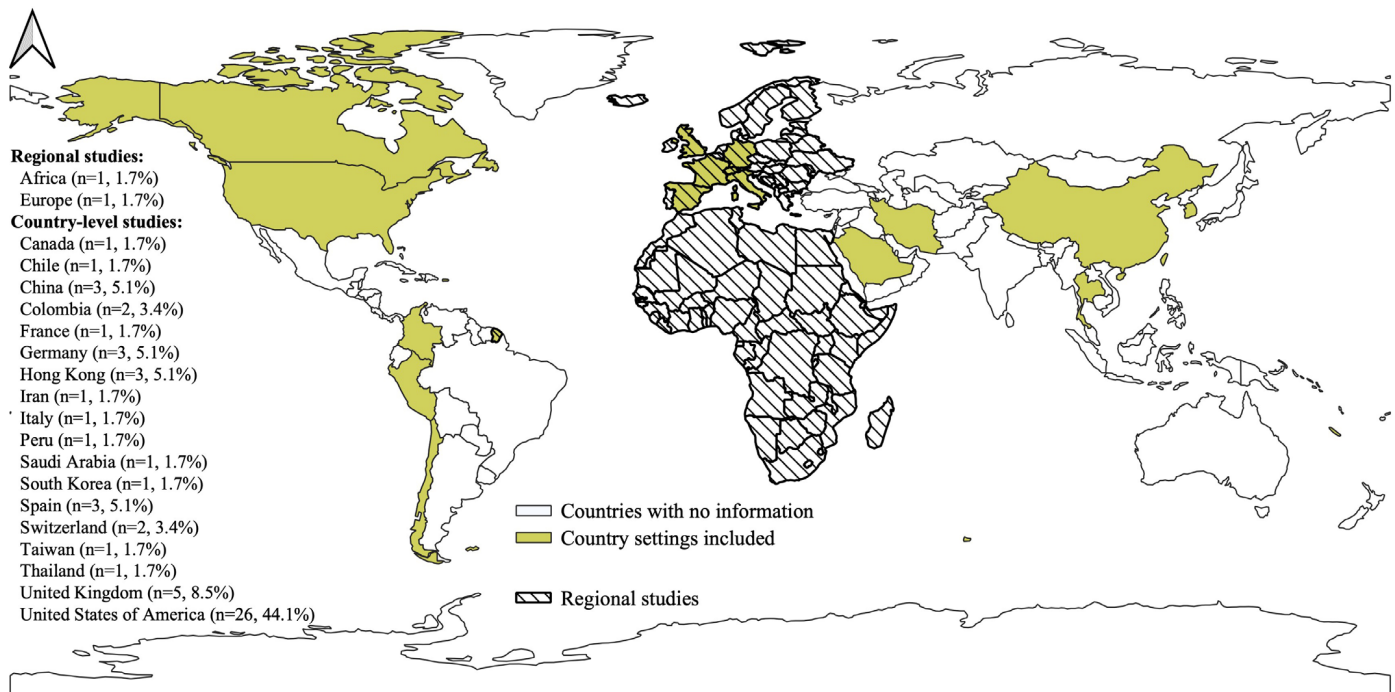 Regional studies:
Africa (n=1, 1.7%)
Europe (n=1, 1.7%)
Country-level studies:
Canada (n=1, 1.7%)
Chile (n=1, 1.7%)
China (n=3, 5.1%)
Colombia (n=2, 3.4%)
France (n=1, 1.7%)
Germany (n=3, 5.1%)
Hong Kong (n=3, 5.1%)
Iran (n=1, 1.7%)
Italy (n=1, 1.7%)
Peru (n=1, 1.7%)
Saudi Arabia (n=1, 1.7%)
South Korea (n=1, 1.7%)
Spain (n=3, 5.1%)
Switzerland (n=2, 3.4%)
Taiwan (n=1, 1.7%)
Thailand (n=1, 1.7%)
United Kingdom (n=5, 8.5%)
United States of America (n=26, 44.1%)
Countries with no information
Country settings included
Regional studies